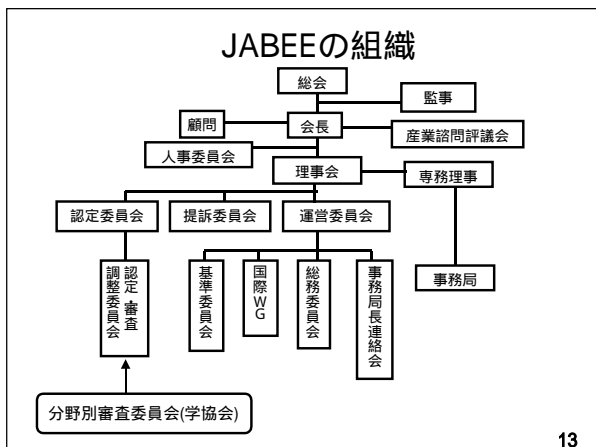 JABEEの組織
総会
監事
顧問
会長
産業諮問評議会
人事委員会
理事会
専務理事
認定委員会
提訴委員会
運営委員会
認定・審査
調整委員会
基準委員会
国際WG
総務委員会
事務局長連絡会
事務局
分野別審査委員会(学協会)
13